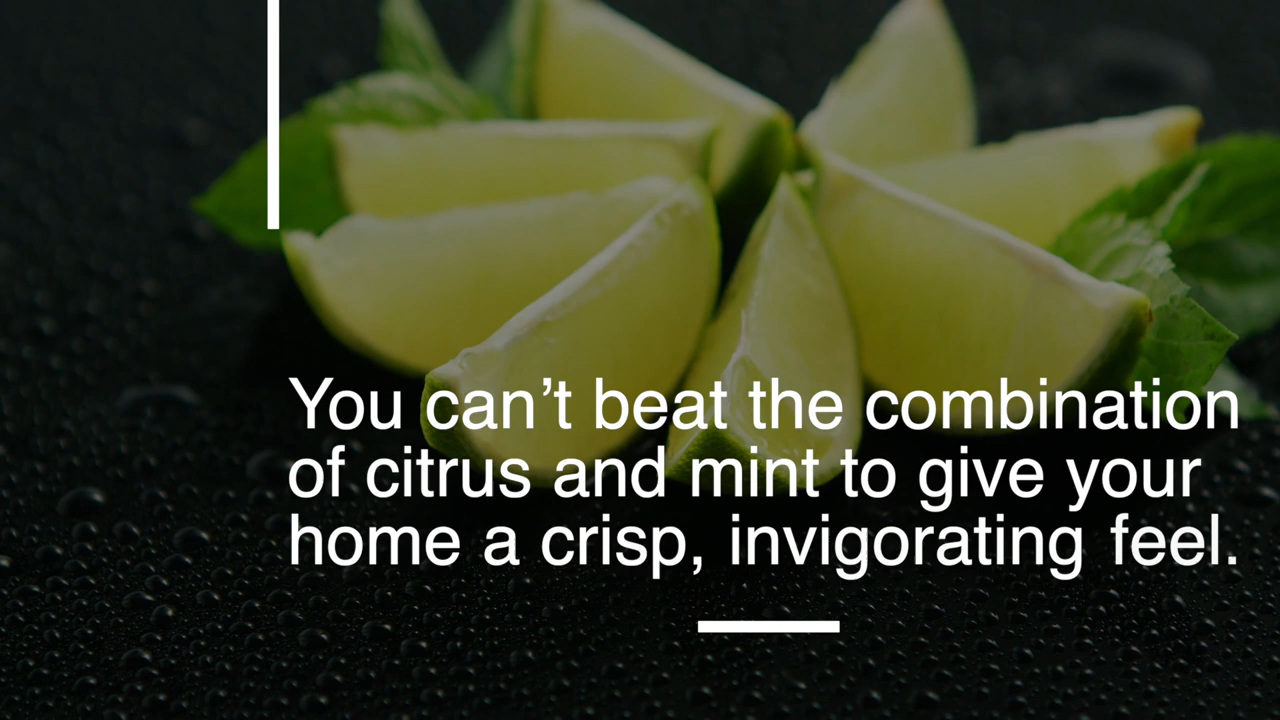 You can’t beat the combination
of citrus and mint to give your
home a crisp, invigorating feel.